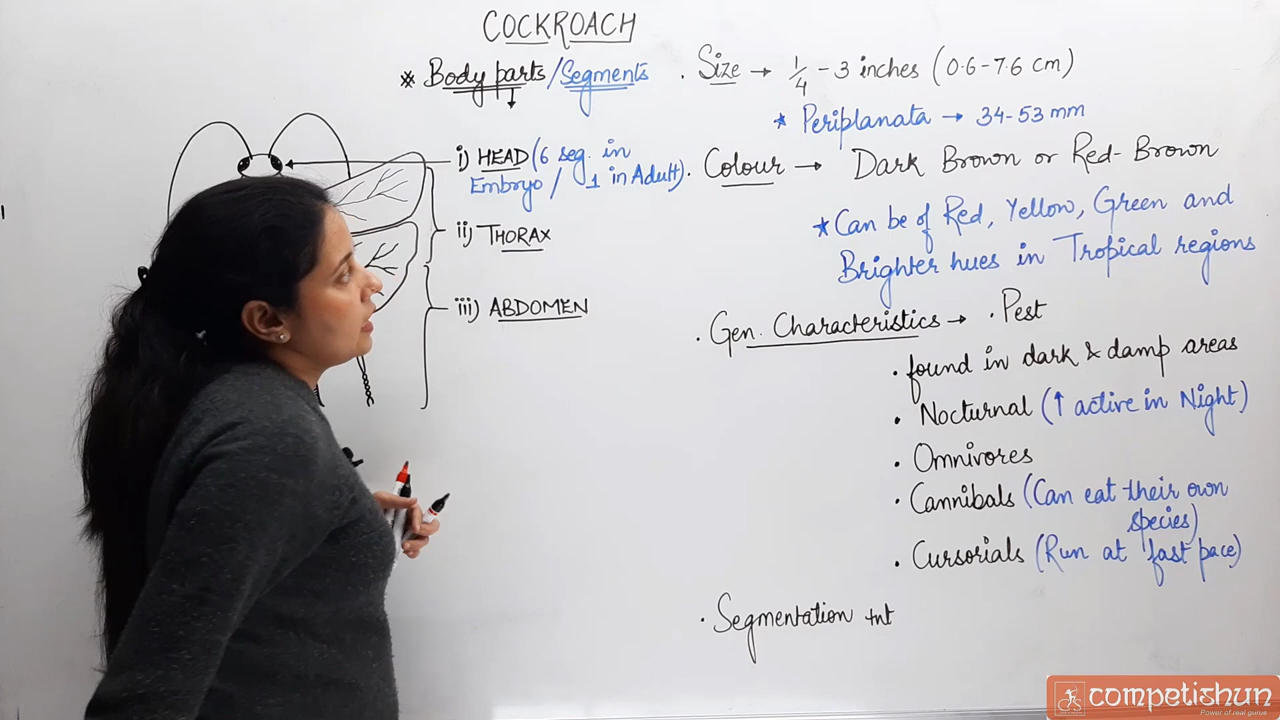 COCKROACH
* Body parts/Segments
i) HEAD (6 seg. in
Embryo / 1 in Adult)
ii) THORAX
iii) ABDOMEN
. Size → 1/4 - 3 inches (0.6-7.6 cm)
* Periplanata → 34-53 mm
. Colour → Dark Brown or Red-Brown
* Can be of Red, Yellow, Green and
Brighter hues in Tropical regions
. Gen. Characteristics → . Pest
. found in dark & damp areas
. Nocturnal (↑ active in Night)
. Omnivores
. Cannibals (Can eat their own
species)
. Cursorials (Run at fast pace)
. Segmentation +nt
competishun
Power of real gurus